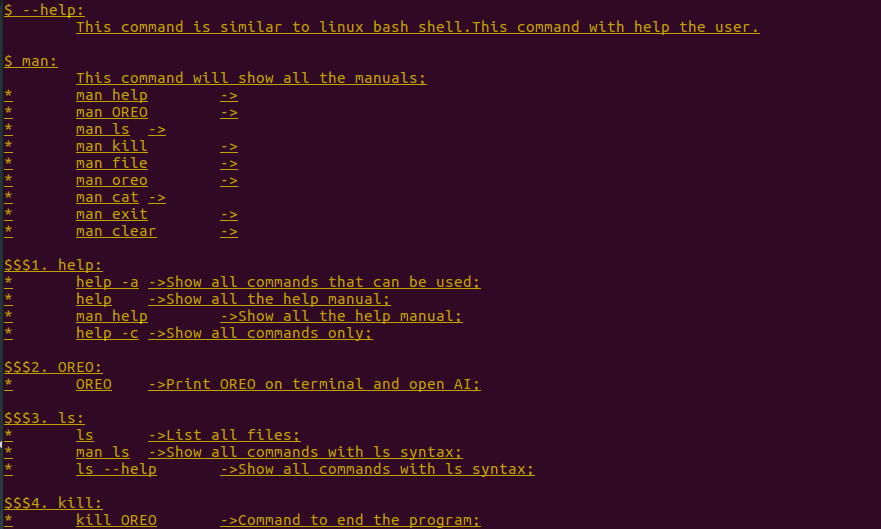 $ --help:
This command is similar to linux bash shell.This command with help the user.
$ man:
This command will show all the manuals;
* man help ->
* man OREO ->
* man ls ->
* man kill ->
* man file ->
* man oreo ->
* man cat ->
* man exit ->
* man clear ->
$$$1. help:
* help -a ->Show all commands that can be used;
* help ->Show all the help manual;
* man help ->Show all the help manual;
* help -c ->Show all commands only;
$$$2. OREO:
* OREO ->Print OREO on terminal and open AI;
$$$3. ls:
* ls ->List all files;
* man ls ->Show all commands with ls syntax;
* ls --help ->Show all commands with ls syntax;
$$$4. kill:
* kill OREO ->Command to end the program;